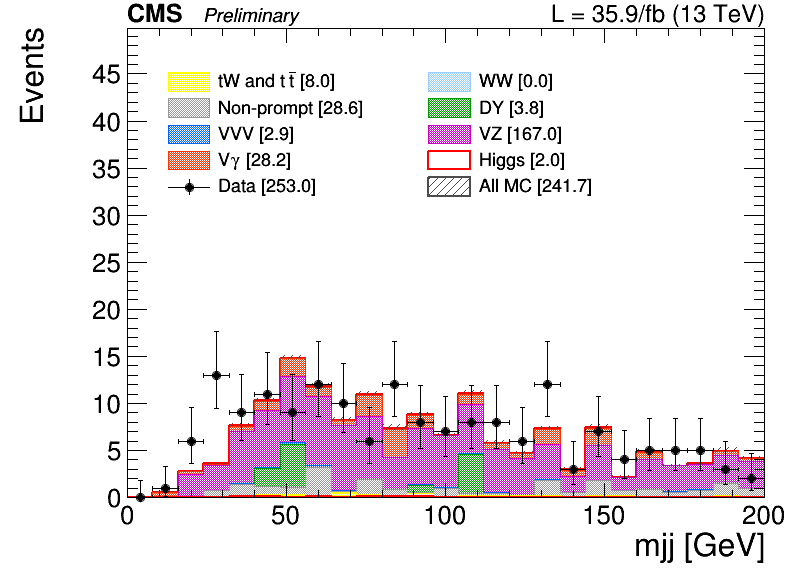 CMS Preliminary L = 35.9/fb (13 TeV)
Events
45
40
35
30
25
20
15
10
5
0
tW and tt̅ [8.0] WW [0.0]
Non-prompt [28.6] DY [3.8]
VVV [2.9] VZ [167.0]
Vγ [28.2] Higgs [2.0]
Data [253.0] All MC [241.7]
0 50 100 150 200
mjj [GeV]